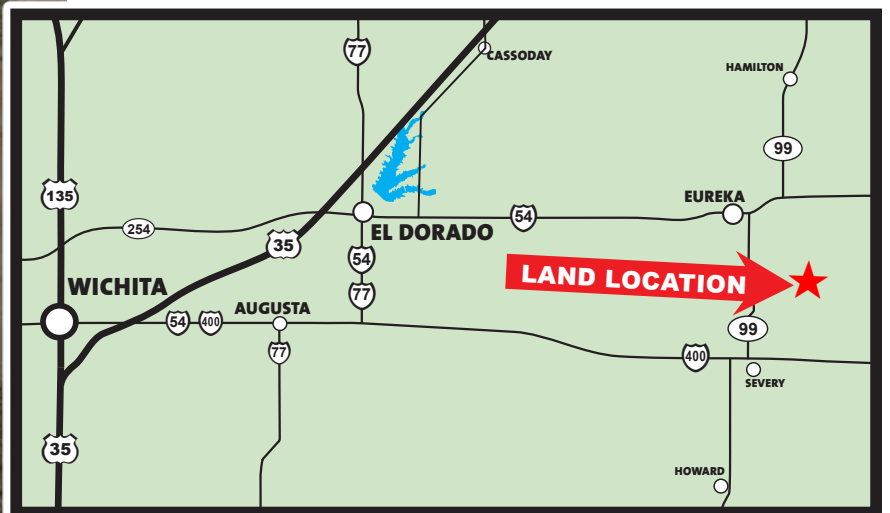 77
CASSODAY
HAMILTON
99
135
EUREKA
54
254
EL DORADO
35
54
LAND LOCATION
WICHITA
77
AUGUSTA
54
400
99
77
400
SEVERY
35
HOWARD